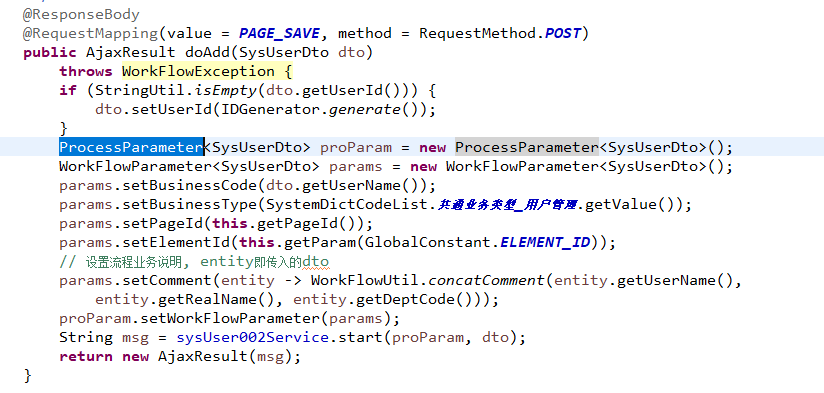 @ResponseBody
@RequestMapping(value = PAGE_SAVE, method = RequestMethod.POST)
public AjaxResult doAdd(SysUserDto dto)
    throws WorkFlowException {
    if (StringUtil.isEmpty(dto.getUserId())) {
        dto.setUserId(IDGenerator.generate());
    }
    ProcessParameter<SysUserDto> proParam = new ProcessParameter<SysUserDto>();
    WorkFlowParameter<SysUserDto> params = new WorkFlowParameter<SysUserDto>();
    params.setBusinessCode(dto.getUserName());
    params.setBusinessType(SystemDictCodeList.共通业务类型_用户管理.getValue());
    params.setPageId(this.getPageId());
    params.setElementId(this.getParam(GlobalConstant.ELEMENT_ID));
    // 设置流程业务说明, entity即传入的dto
    params.setComment(entity -> WorkFlowUtil.concatComment(entity.getUserName(),
        entity.getRealName(), entity.getDeptCode()));
    proParam.setWorkFlowParameter(params);
    String msg = sysUser002Service.start(proParam, dto);
    return new AjaxResult(msg);
}